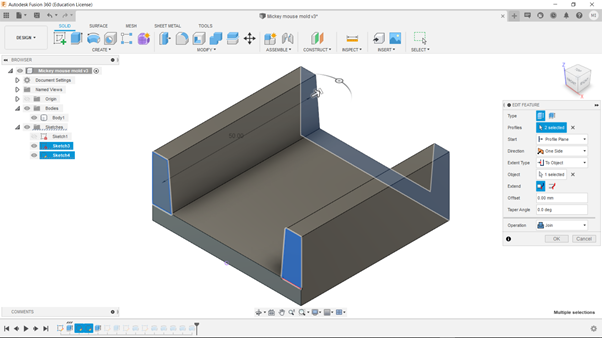 Autodesk Fusion 360 (Education License)
Mickey mouse mold v3*
SOLID SURFACE MESH SHEET METAL TOOLS
DESIGN
CREATE MODIFY ASSEMBLE CONSTRUCT INSPECT INSERT SELECT
BROWSER
Mickey mouse mold v3
Document Settings
Named Views
Origin
Bodies
Body1
Sketches
Sketch1
Sketch3
Sketch4
50.00
EDIT FEATURE
Type
Profiles 2 selected
Start Profile Plane
Direction One Side
Extent Type To Object
Object 1 selected
Extend
Offset 0.00 mm
Taper Angle 0.0 deg
Operation Join
OK Cancel
COMMENTS
Multiple selections